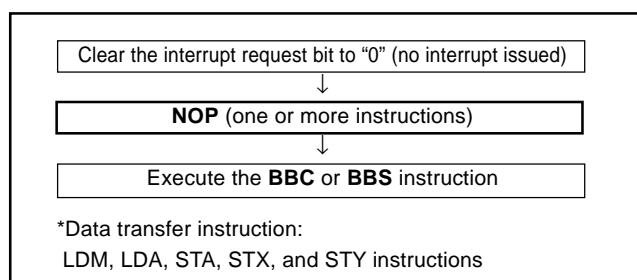 Clear the interrupt request bit to “0” (no interrupt issued)
↓
NOP (one or more instructions)
↓
Execute the BBC or BBS instruction
*Data transfer instruction:
LDM, LDA, STA, STX, and STY instructions